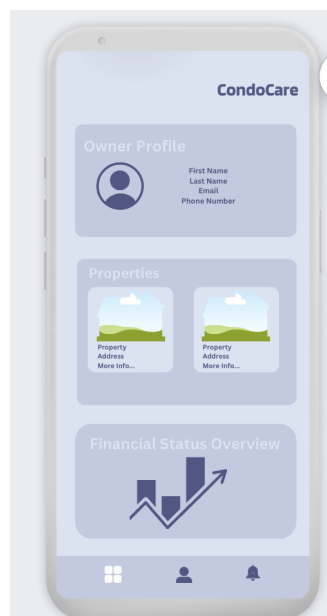 CondoCare
Owner Profile
First Name
Last Name
Email
Phone Number
Properties
Property
Address
More Info...
Property
Address
More Info...
Financial Status Overview